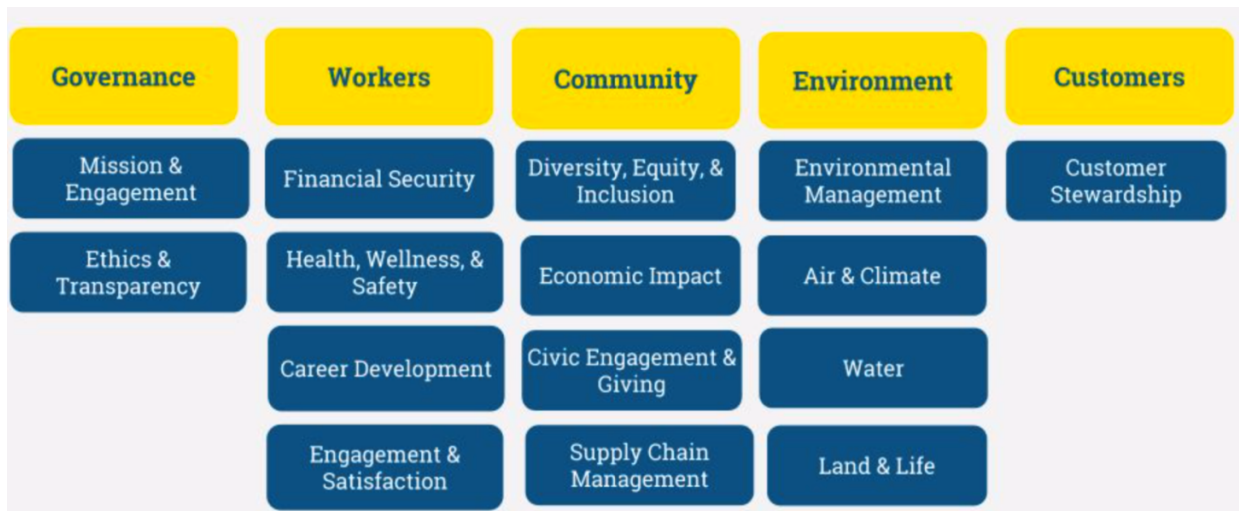 Governance
Workers
Community
Environment
Customers
Mission &
Engagement
Financial Security
Diversity, Equity, &
Inclusion
Environmental
Management
Customer
Stewardship
Ethics &
Transparency
Health, Wellness, &
Safety
Economic Impact
Air & Climate
Career Development
Civic Engagement &
Giving
Water
Engagement &
Satisfaction
Supply Chain
Management
Land & Life